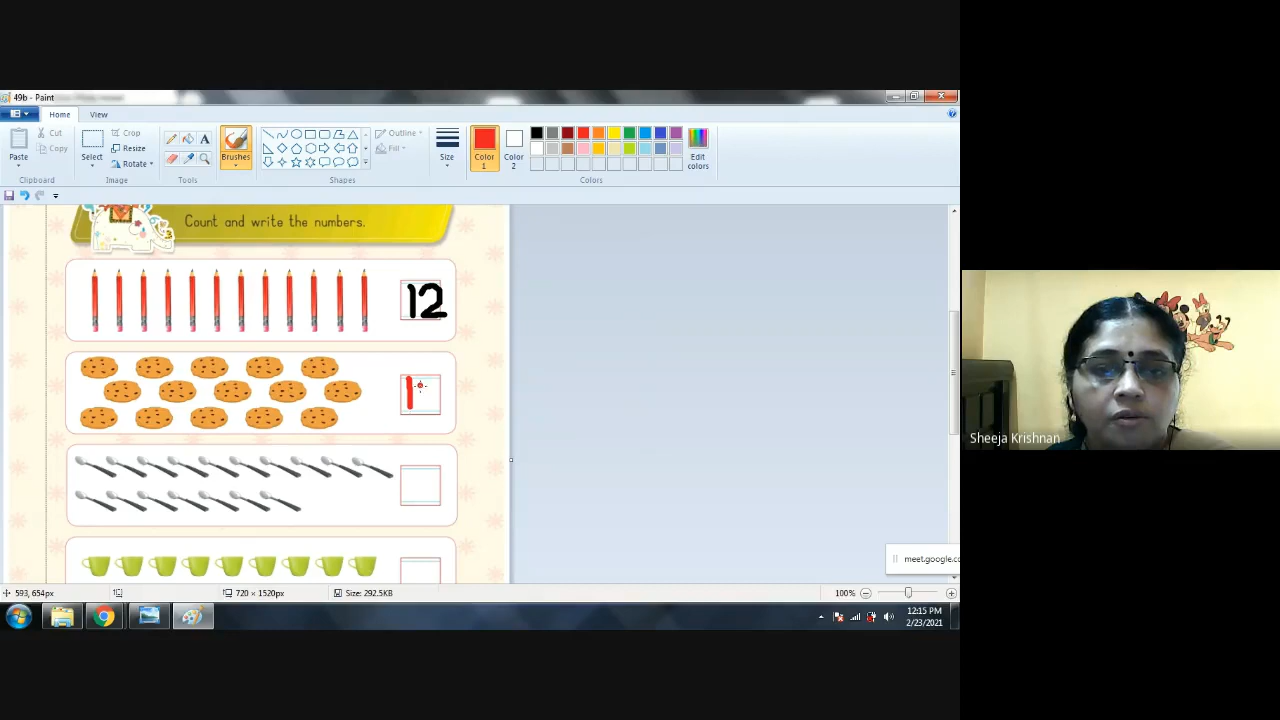 49b - Paint
Home
View
Paste
Cut
Copy
Clipboard
Select
Crop
Resize
Rotate
Image
A
Tools
Brushes
Outline
Fill
Shapes
Size
Color
1
Color
2
Edit
colors
Colors
Count and write the numbers.
12
1
Sheeja Krishnan
meet.google.co
593, 654px
720 × 1520px
Size: 292.5KB
100%
12:15 PM
2/23/2021